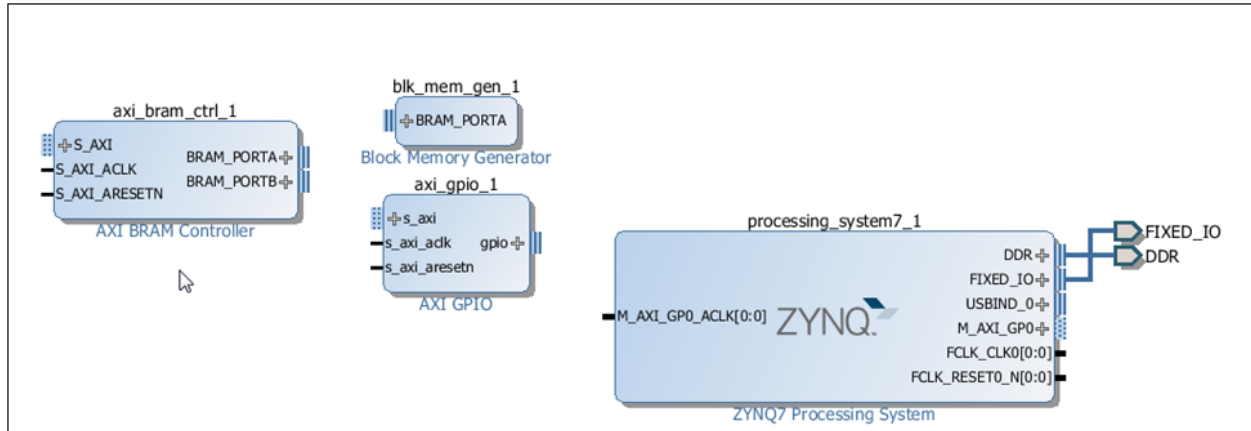 axi_bram_ctrl_1
S_AXI
S_AXI_ACLK
S_AXI_ARESETN
BRAM_PORTA
BRAM_PORTB
AXI BRAM Controller
blk_mem_gen_1
BRAM_PORTA
Block Memory Generator
axi_gpio_1
s_axi
s_axi_aclk
s_axi_aresetn
gpio
AXI GPIO
processing_system7_1
M_AXI_GP0_ACLK[0:0]
ZYNQ
DDR
FIXED_IO
USBIND_0
M_AXI_GP0
FCLK_CLK0[0:0]
FCLK_RESET0_N[0:0]
ZYNQ7 Processing System
FIXED_IO
DDR